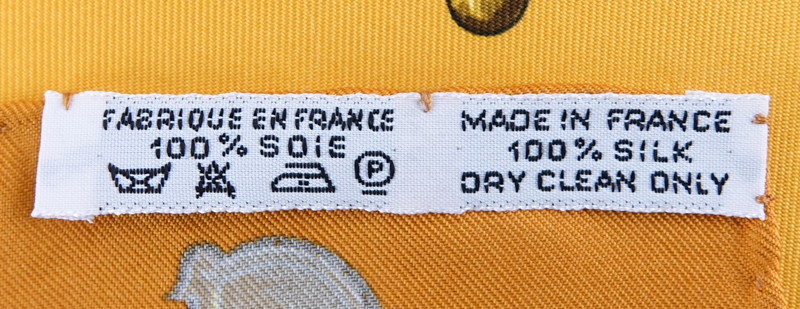 FABRIQUE EN FRANCE
100% SOIE
P
MADE IN FRANCE
100% SILK
DRY CLEAN ONLY